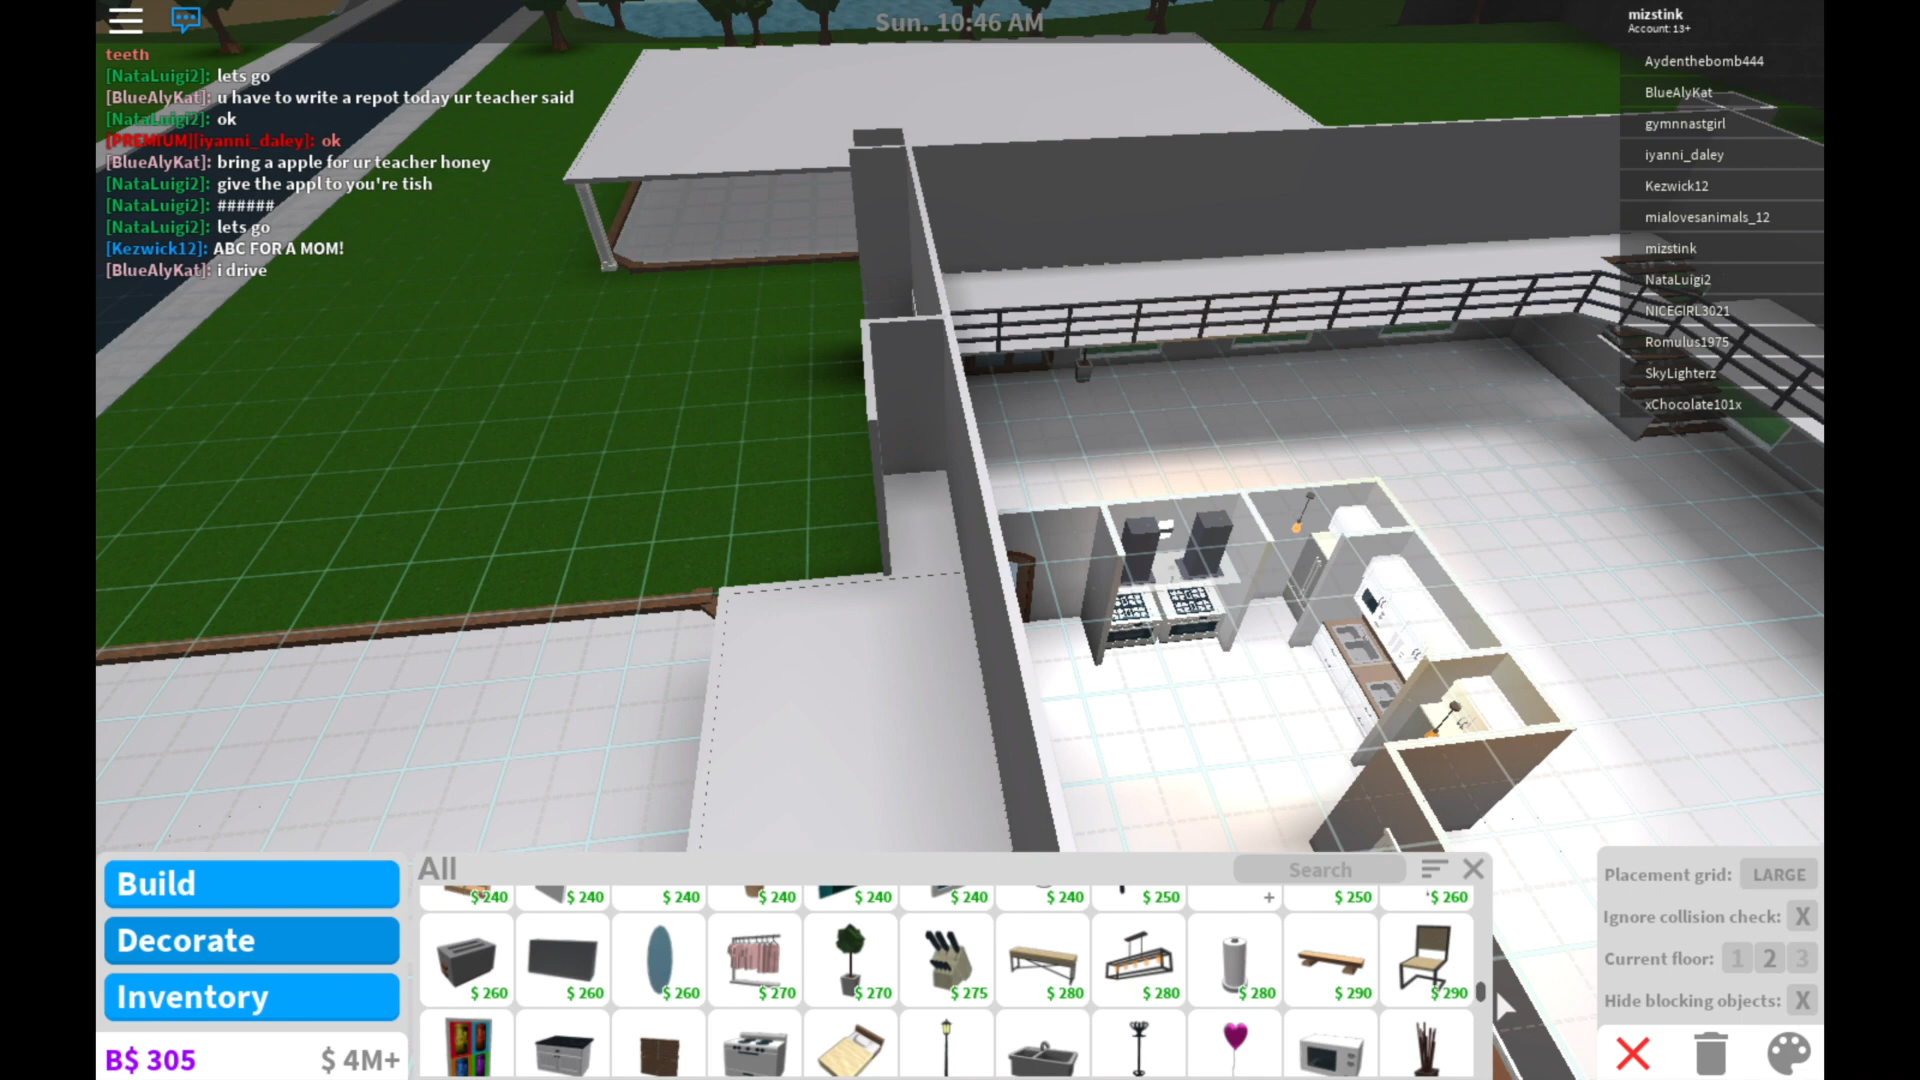 Sun. 10:46 AM
mizstink
Account: 13+
teeth
[NataLuigi2]: lets go
[BlueAlyKat]: u have to write a repot today ur teacher said
[NataLuigi2]: ok
[PREMIUM][iyanni_daley]: ok
[BlueAlyKat]: bring a apple for ur teacher honey
[NataLuigi2]: give the appl to you're tish
[NataLuigi2]: ######
[NataLuigi2]: lets go
[Kezwick12]: ABC FOR A MOM!
[BlueAlyKat]: i drive
Aydenthebomb444
BlueAlyKat
gymnnastgirl
iyanni_daley
Kezwick12
mialovesanimals_12
mizstink
NataLuigi2
NICEGIRL3021
Romulus1975
SkyLighterz
xChocolate101x
Build
Decorate
Inventory
B$ 305
$ 4M+
All
Search
$ 240 $ 240 $ 240 $ 240 $ 240 $ 240 $ 240 $ 250 + $ 250 $ 260
$ 260 $ 260 $ 260 $ 270 $ 270 $ 275 $ 280 $ 280 $ 280 $ 290 $ 290
Placement grid: LARGE
Ignore collision check: X
Current floor: 1 2 3
Hide blocking objects: X